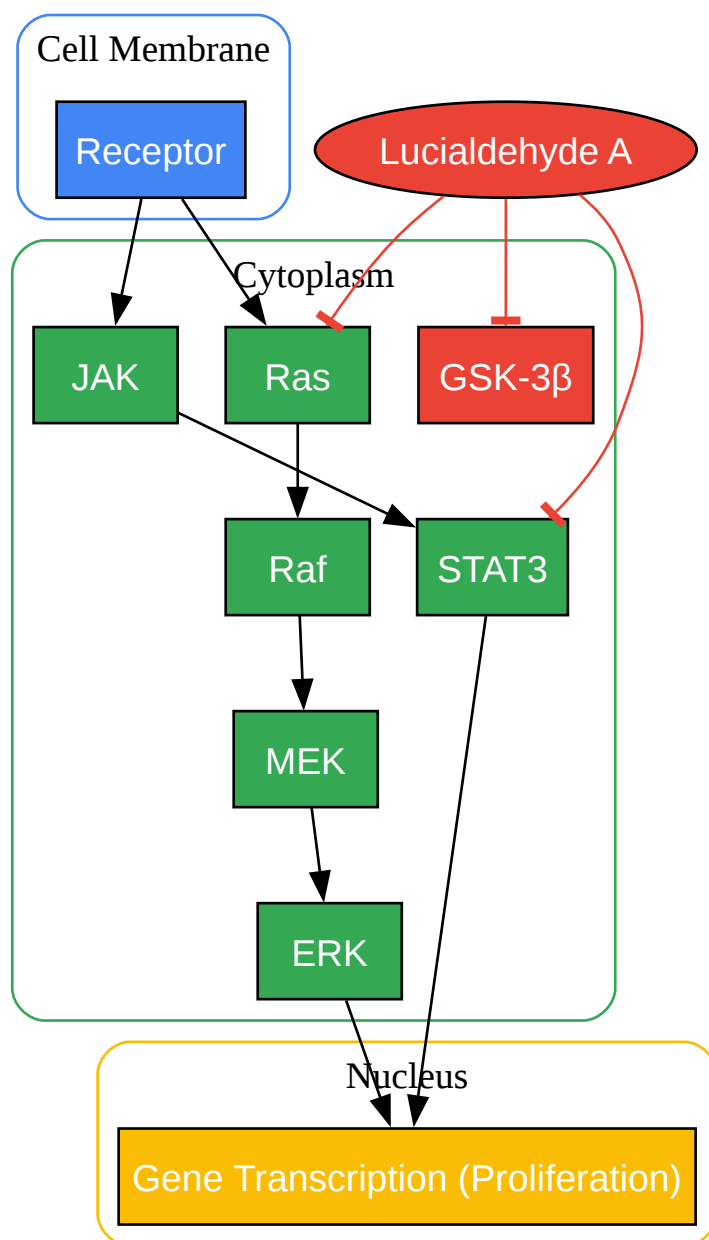 Cell Membrane
Receptor
Lucialdehyde A
Cytoplasm
JAK
Ras
GSK-3β
Raf
STAT3
MEK
ERK
Nucleus
Gene Transcription (Proliferation)